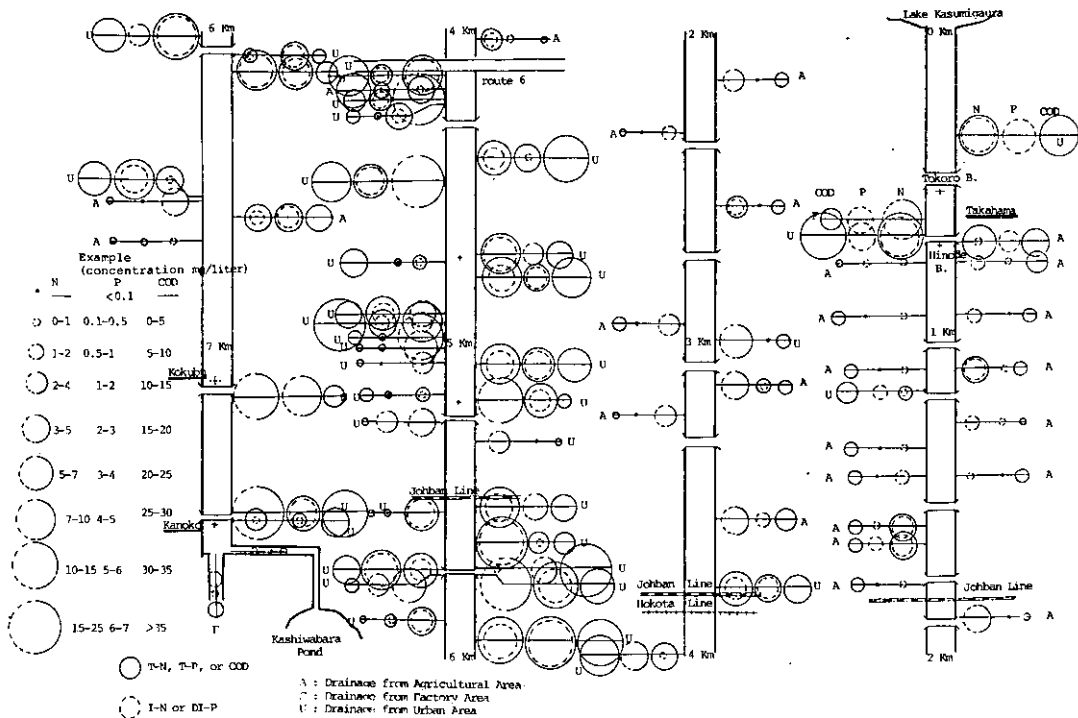 Lake Kasumigaura
6 Km
4 Km
2 Km
0 Km
U
A
route 6
U
A
U
U
A
N P COD
U
Tokoro B.
COD P N
Takahama
U
A
A
A
U
A
U
A
A
Hinode B.
A
A
Example
(concentration mg/liter)
N P COD
<0.1
0-1 0.1-0.5 0-5
1-2 0.5-1 5-10
2-4 1-2 10-15
3-5 2-3 15-20
5-7 3-4 20-25
7-10 4-5 25-30
10-15 5-6 30-35
15-25 6-7 >35
7 Km
5 Km
3 Km
1 Km
Kokubu
Kanoko
Johban Line
Johban Line
Hokota Line
Johban Line
Kashiwabara
Pond
6 Km
4 Km
2 Km
T-N, T-P, or COD
I-N or DI-P
A : Drainage from Agricultural Area
F : Drainage from Factory Area
U : Drainage from Urban Area